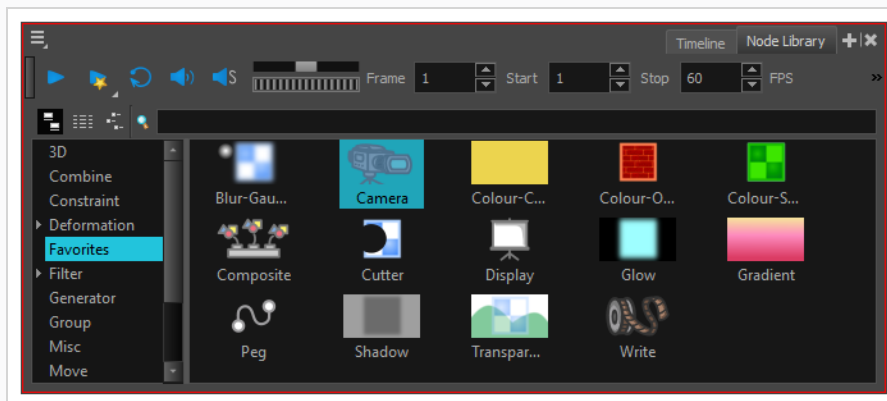 Timeline Node Library
S Frame 1 Start 1 Stop 60 FPS
3D
Combine
Constraint
Deformation
Favorites
Filter
Generator
Group
Misc
Move
Blur-Gau... Camera Colour-C... Colour-O... Colour-S...
Composite Cutter Display Glow Gradient
Peg Shadow Transpar... Write